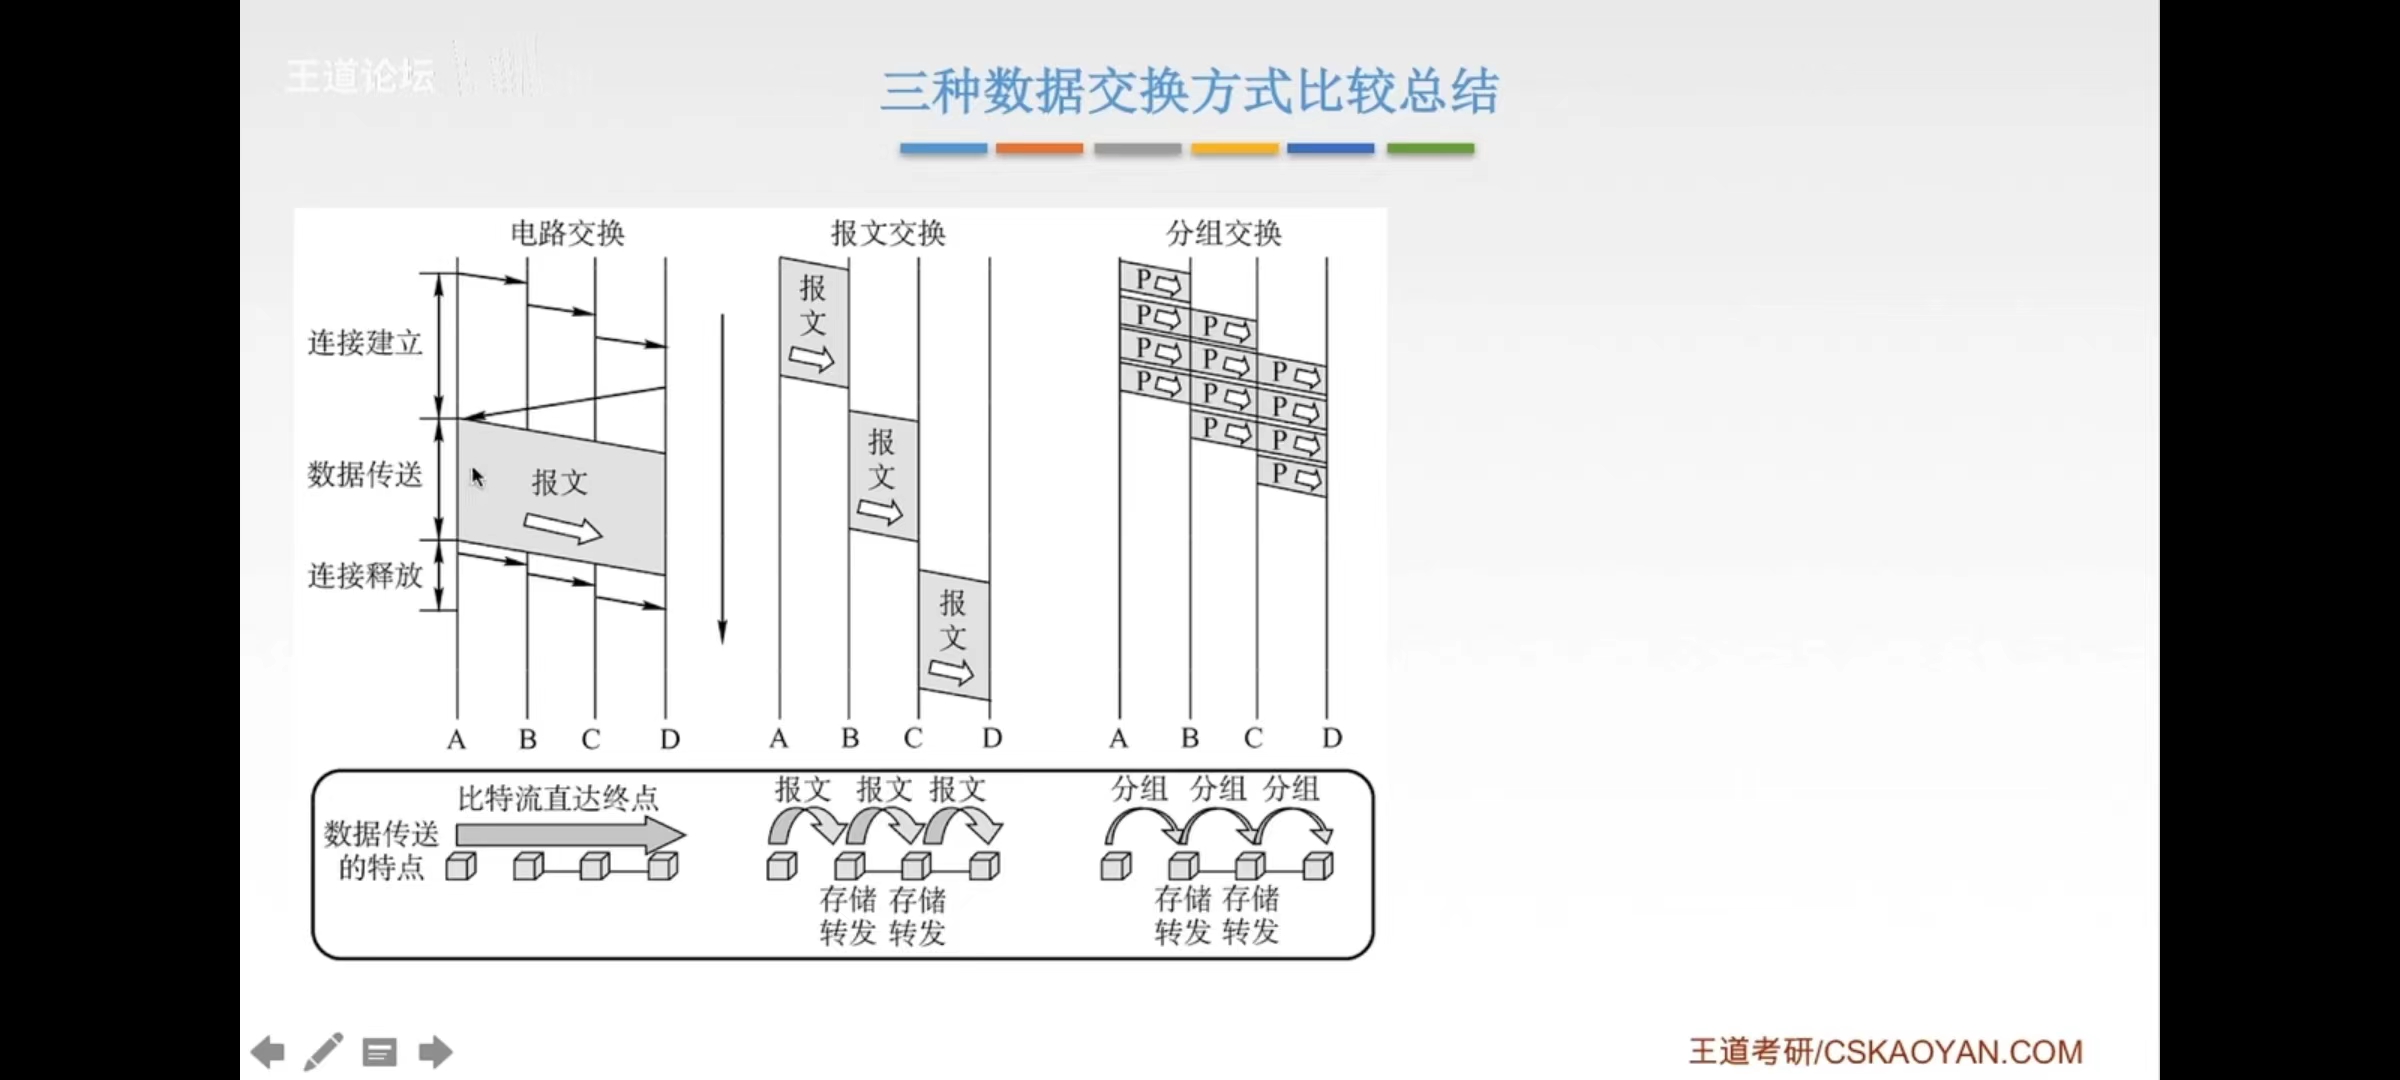 王道论坛
三种数据交换方式比较总结
电路交换
报文交换
分组交换
连接建立
数据传送
连接释放
报文
报
文
报
文
报
文
P
P
P
P
P
P
P
P
P
P
P
P
A B C D
A B C D
A B C D
数据传送
的特点
比特流直达终点
报文 报文 报文
存储 存储
转发 转发
分组 分组 分组
存储 存储
转发 转发
王道考研/CSKAOYAN.COM